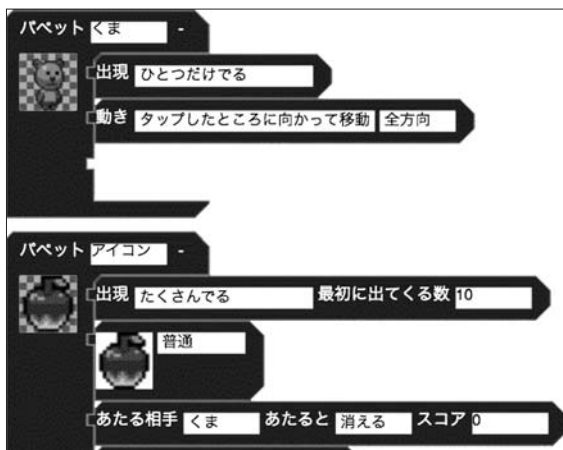 パペット くま -
出現 ひとつだけでる
動き タップしたところに向かって移動 全方向
パペット アイコン -
出現 たくさんでる 最初に出てくる数 10
普通
あたる相手 くま あたると 消える スコア 0